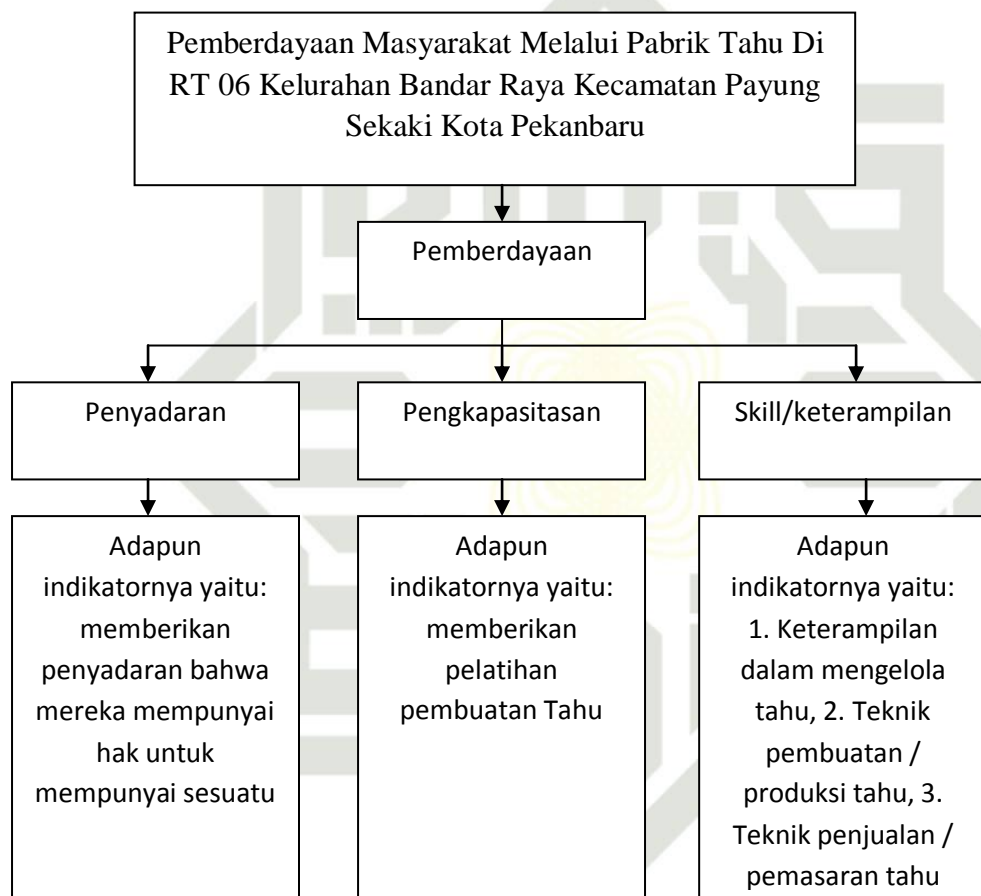 Pemberdayaan Masyarakat Melalui Pabrik Tahu Di
RT 06 Kelurahan Bandar Raya Kecamatan Payung
Sekaki Kota Pekanbaru
Pemberdayaan
Penyadaran
Pengkapasitasan
Skill/keterampilan
Adapun
indikatornya yaitu:
memberikan
penyadaran bahwa
mereka mempunyai
hak untuk
mempunyai sesuatu
Adapun
indikatornya yaitu:
memberikan
pelatihan
pembuatan Tahu
Adapun
indikatornya yaitu:
1. Keterampilan
dalam mengelola
tahu, 2. Teknik
pembuatan /
produksi tahu, 3.
Teknik penjualan /
pemasaran tahu